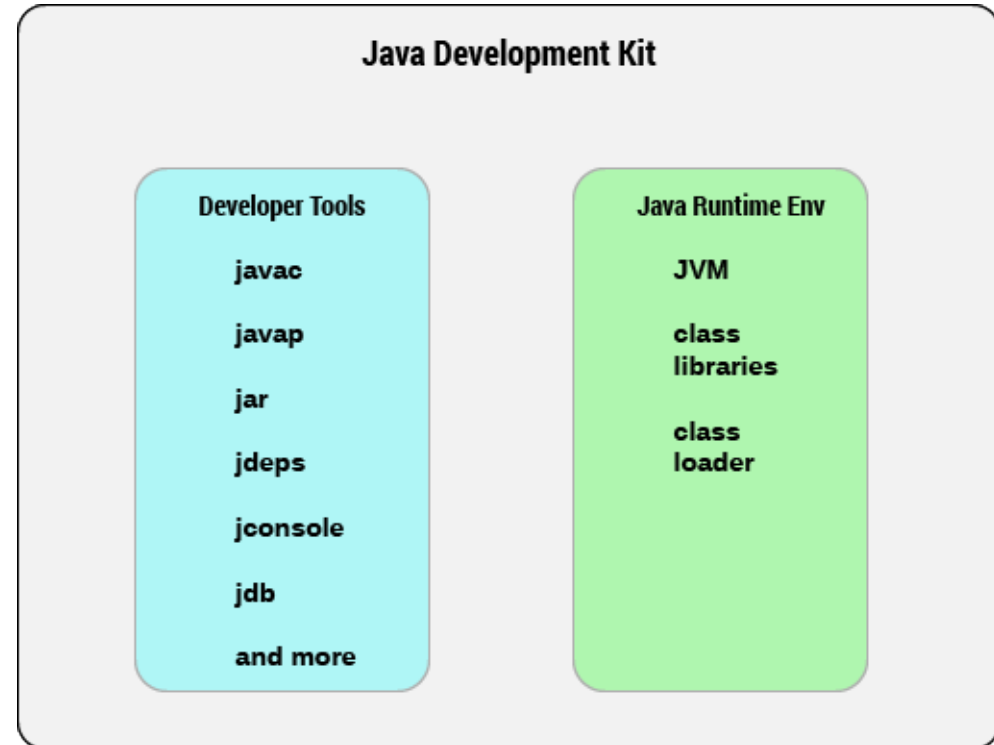 Java Development Kit
Developer Tools
javac
javap
jar
jdeps
jconsole
jdb
and more
Java Runtime Env
JVM
class
libraries
class
loader